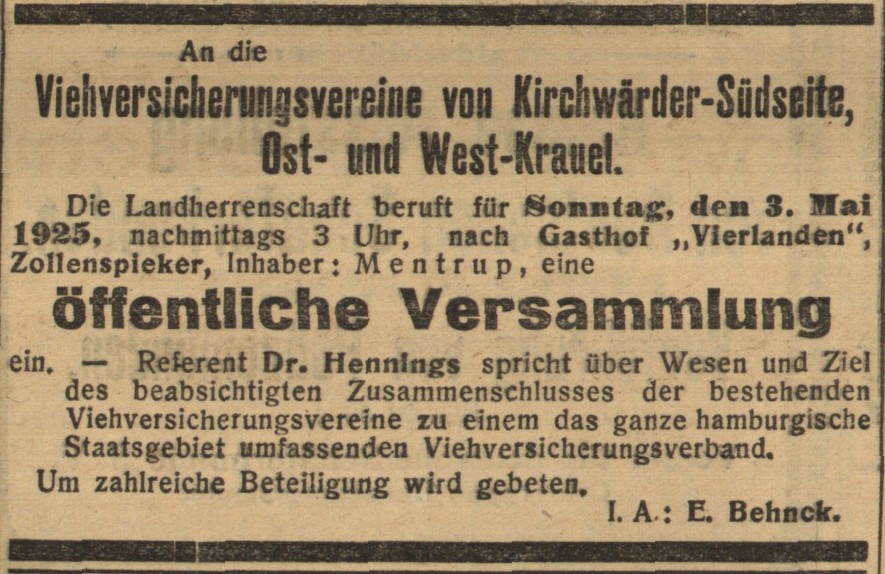 An die
Viehversicherungsvereine von Kirchwärder-Südseite,
Ost- und West-Krauel.
Die Landherrenschaft beruft für Sonntag, den 3. Mai
1925, nachmittags 3 Uhr, nach Gasthof „Vierlanden“,
Zollenspieker, Inhaber: Mentrup, eine
öffentliche Versammlung
ein. — Referent Dr. Hennings spricht über Wesen und Ziel
des beabsichtigten Zusammenschlusses der bestehenden
Viehversicherungsvereine zu einem das ganze hamburgische
Staatsgebiet umfassenden Viehversicherungsverband.
Um zahlreiche Beteiligung wird gebeten.
I. A.: E. Behnck.